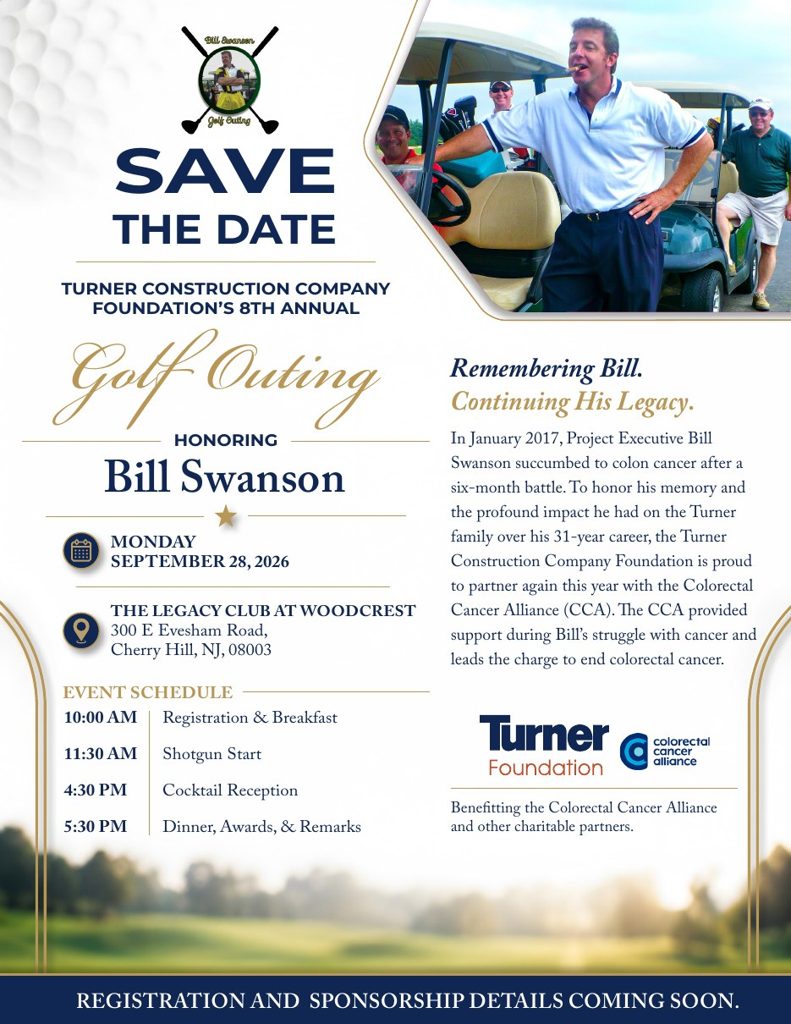 Bill Swanson
Golf Outing
SAVE
THE DATE
TURNER CONSTRUCTION COMPANY
FOUNDATION'S 8TH ANNUAL
Golf Outing
HONORING
Bill Swanson
MONDAY
SEPTEMBER 28, 2026
THE LEGACY CLUB AT WOODCREST
300 E Evesham Road,
Cherry Hill, NJ, 08003
EVENT SCHEDULE
10:00 AM Registration & Breakfast
11:30 AM Shotgun Start
4:30 PM Cocktail Reception
5:30 PM Dinner, Awards, & Remarks
Remembering Bill.
Continuing His Legacy.
In January 2017, Project Executive Bill
Swanson succumbed to colon cancer after a
six-month battle. To honor his memory and
the profound impact he had on the Turner
family over his 31-year career, the Turner
Construction Company Foundation is proud
to partner again this year with the Colorectal
Cancer Alliance (CCA). The CCA provided
support during Bill's struggle with cancer and
leads the charge to end colorectal cancer.
Turner
Foundation
colorectal
cancer
alliance
Benefitting the Colorectal Cancer Alliance
and other charitable partners.
REGISTRATION AND SPONSORSHIP DETAILS COMING SOON.